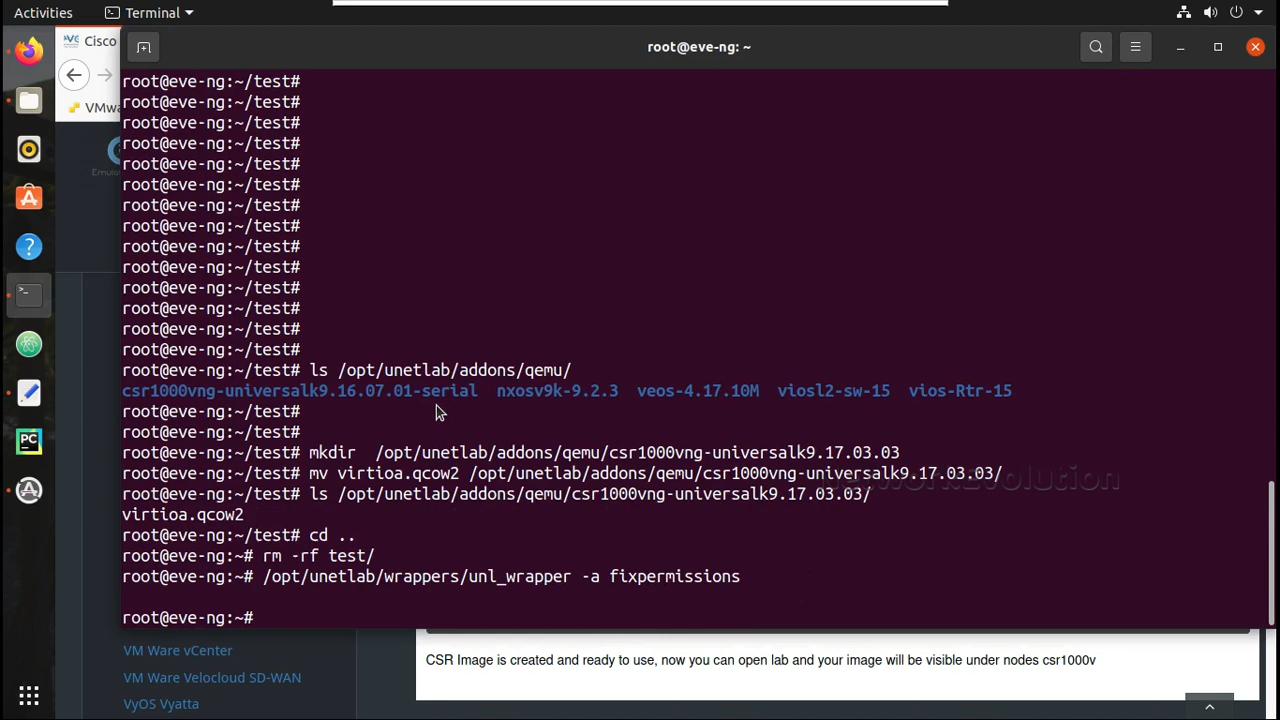 Activities
Terminal
Cisco
root@eve-ng: ~
VMwa
Emula
root@eve-ng:~/test#
root@eve-ng:~/test#
root@eve-ng:~/test#
root@eve-ng:~/test#
root@eve-ng:~/test#
root@eve-ng:~/test#
root@eve-ng:~/test#
root@eve-ng:~/test#
root@eve-ng:~/test#
root@eve-ng:~/test#
root@eve-ng:~/test#
root@eve-ng:~/test#
root@eve-ng:~/test#
root@eve-ng:~/test#
root@eve-ng:~/test# ls /opt/unetlab/addons/qemu/
csr1000vng-universalk9.16.07.01-serial nxosv9k-9.2.3 veos-4.17.10M viosl2-sw-15 vios-Rtr-15
root@eve-ng:~/test#
root@eve-ng:~/test#
root@eve-ng:~/test# mkdir  /opt/unetlab/addons/qemu/csr1000vng-universalk9.17.03.03
root@eve-ng:~/test# mv virtioa.qcow2 /opt/unetlab/addons/qemu/csr1000vng-universalk9.17.03.03/
root@eve-ng:~/test# ls /opt/unetlab/addons/qemu/csr1000vng-universalk9.17.03.03/
virtioa.qcow2
root@eve-ng:~/test# cd ..
root@eve-ng:~# rm -rf test/
root@eve-ng:~# /opt/unetlab/wrappers/unl_wrapper -a fixpermissions
root@eve-ng:~#
VM Ware vCenter
VM Ware Velocloud SD-WAN
VyOS Vyatta
CSR Image is created and ready to use, now you can open lab and your image will be visible under nodes csr1000v